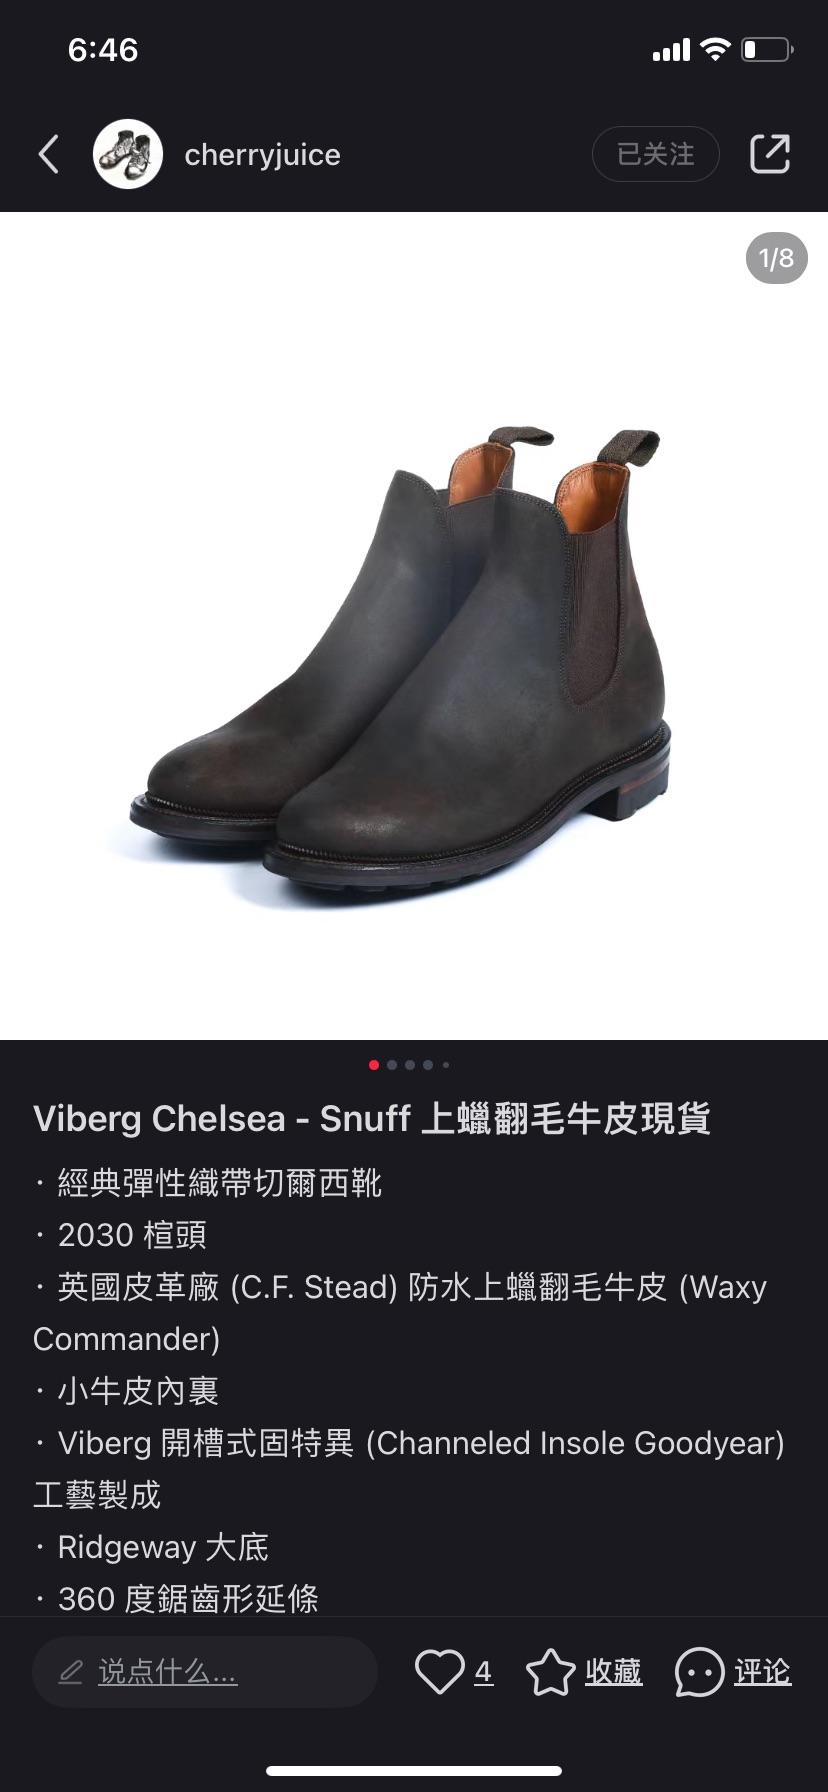 6:46
cherryjuice
已关注
1/8
Viberg Chelsea - Snuff 上蠟翻毛牛皮現貨
· 經典彈性織帶切爾西靴
· 2030 楦頭
· 英國皮革廠 (C.F. Stead) 防水上蠟翻毛牛皮 (Waxy
Commander)
· 小牛皮內裏
· Viberg 開槽式固特異 (Channeled Insole Goodyear)
工藝製成
· Ridgeway 大底
· 360 度鋸齒形延條
说点什么...
4
收藏
评论